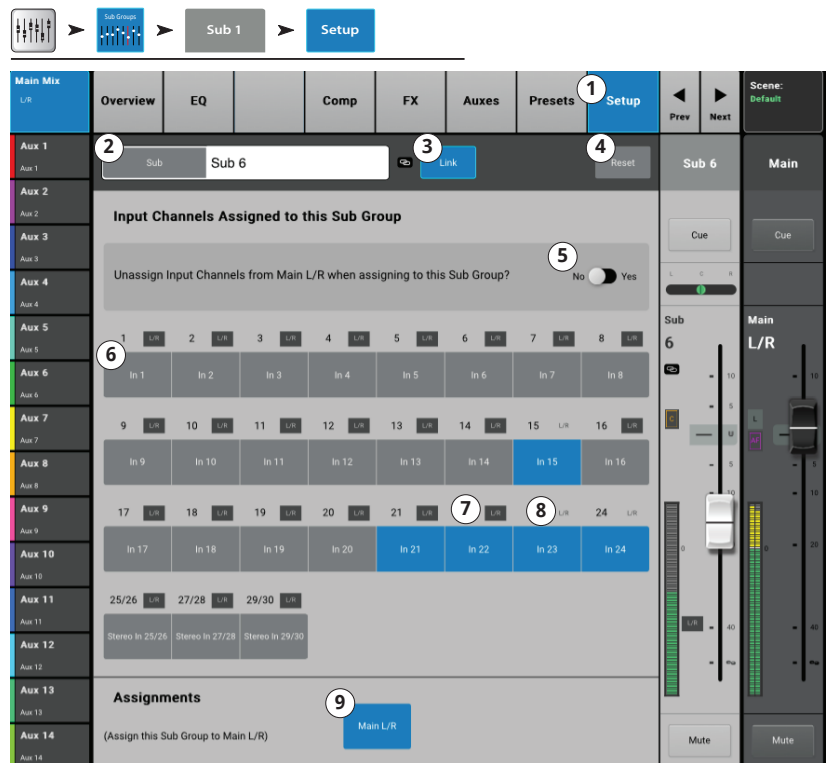 Sub Groups
Sub 1
Setup
Main Mix
L/R
Overview
EQ
Comp
FX
Auxes
Presets
1
Setup
Prev
Next
Scene:
Default
Aux 1
Aux 1
Aux 2
Aux 2
Aux 3
Aux 3
Aux 4
Aux 4
Aux 5
Aux 5
Aux 6
Aux 6
Aux 7
Aux 7
Aux 8
Aux 8
Aux 9
Aux 9
Aux 10
Aux 10
Aux 11
Aux 11
Aux 12
Aux 12
Aux 13
Aux 13
Aux 14
Aux 14
2
Sub
Sub 6
3
Link
4
Reset
Input Channels Assigned to this Sub Group
Unassign Input Channels from Main L/R when assigning to this Sub Group?
5
No
Yes
1 L/R 2 L/R 3 L/R 4 L/R 5 L/R 6 L/R 7 L/R 8 L/R
6
In 1 In 2 In 3 In 4 In 5 In 6 In 7 In 8
9 L/R 10 L/R 11 L/R 12 L/R 13 L/R 14 L/R 15 L/R 16 L/R
In 9 In 10 In 11 In 12 In 13 In 14 In 15 In 16
17 L/R 18 L/R 19 L/R 20 L/R 21 L/R 7 L/R 8 L/R 24 L/R
In 17 In 18 In 19 In 20 In 21 In 22 In 23 In 24
25/26 L/R 27/28 L/R 29/30 L/R
Stereo In 25/26 Stereo In 27/28 Stereo In 29/30
Assignments
(Assign this Sub Group to Main L/R)
9
Main L/R
Sub 6
Cue
L C R
Sub
6
10
C
5
U
5
10
0
L/R
40
∞
Mute
Main
Cue
Main
L/R
10
L
AF
5
5
10
0
20
40
∞
Mute